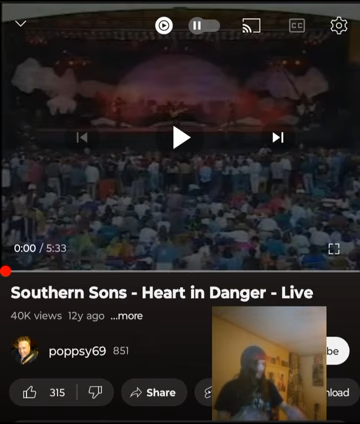 CC
0:00 / 5:33
Southern Sons - Heart in Danger - Live
40K views 12y ago ...more
poppsy69 851
be
315 Share nload